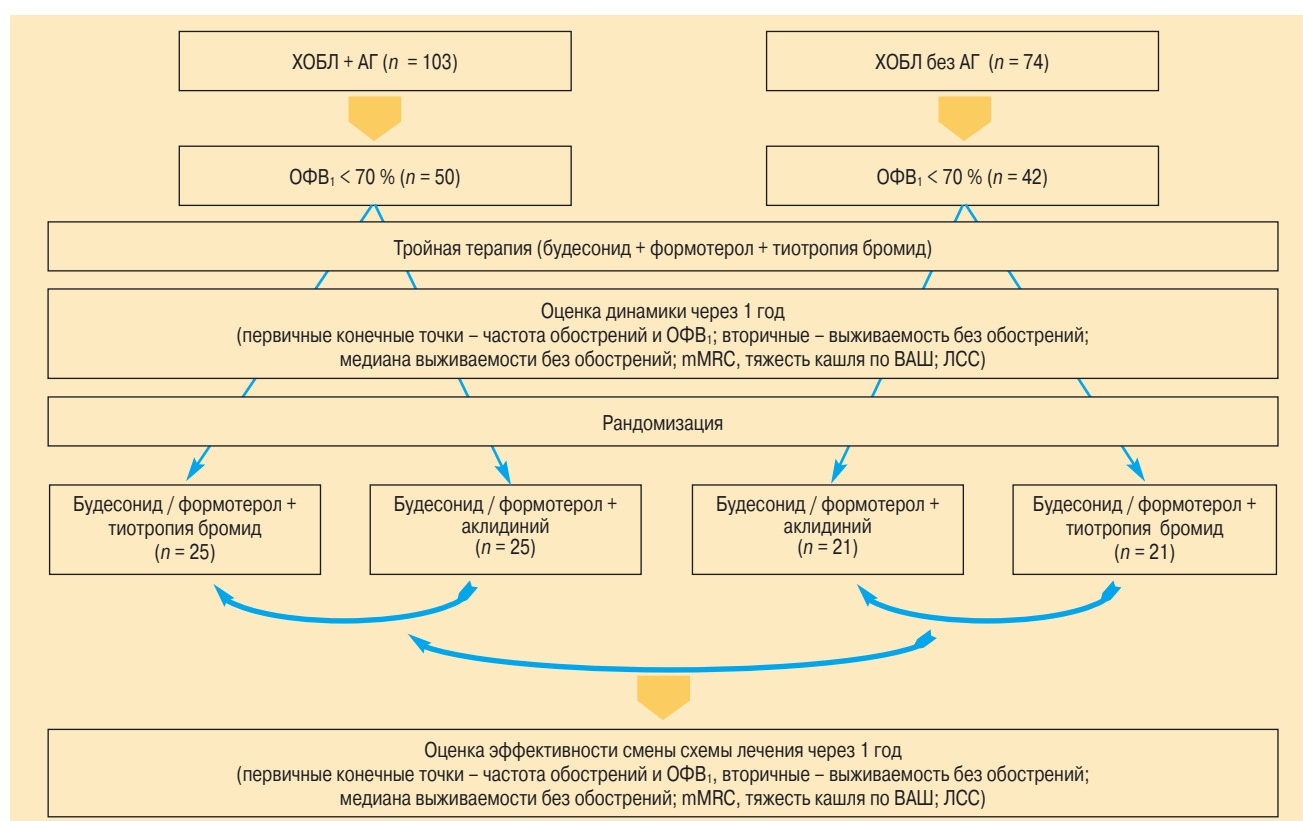 ХОБЛ + АГ (n = 103)
ХОБЛ без АГ (n = 74)
ОФВ₁ < 70 % (n = 50)
ОФВ₁ < 70 % (n = 42)
Тройная терапия (будесонид + формотерол + тиотропия бромид)
Оценка динамики через 1 год
(первичные конечные точки – частота обострений и ОФВ₁; вторичные – выживаемость без обострений;
медиана выживаемости без обострений; mMRC, тяжесть кашля по ВАШ; ЛСС)
Рандомизация
Будесонид / формотерол +
тиотропия бромид
(n = 25)
Будесонид / формотерол +
аклидиний
(n = 25)
Будесонид / формотерол +
аклидиний
(n = 21)
Будесонид / формотерол +
тиотропия бромид
(n = 21)
Оценка эффективности смены схемы лечения через 1 год
(первичные конечные точки – частота обострений и ОФВ₁, вторичные – выживаемость без обострений;
медиана выживаемости без обострений; mMRC, тяжесть кашля по ВАШ; ЛСС)